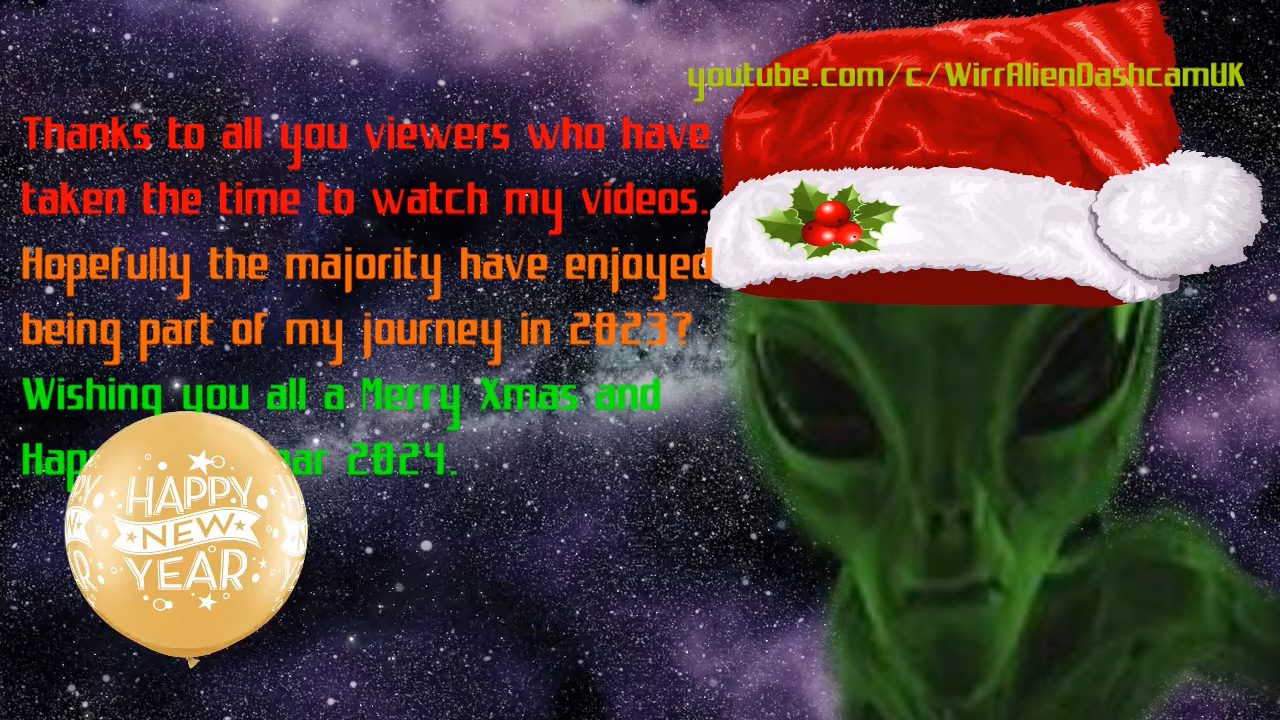 youtube.com/c/WirrAlienDashcamUK
Thanks to all you viewers who have
taken the time to watch my videos.
Hopefully the majority have enjoyed
being part of my journey in 2023?
Wishing you all a Merry Xmas and
2024.
HAPPY
NEW
YEAR